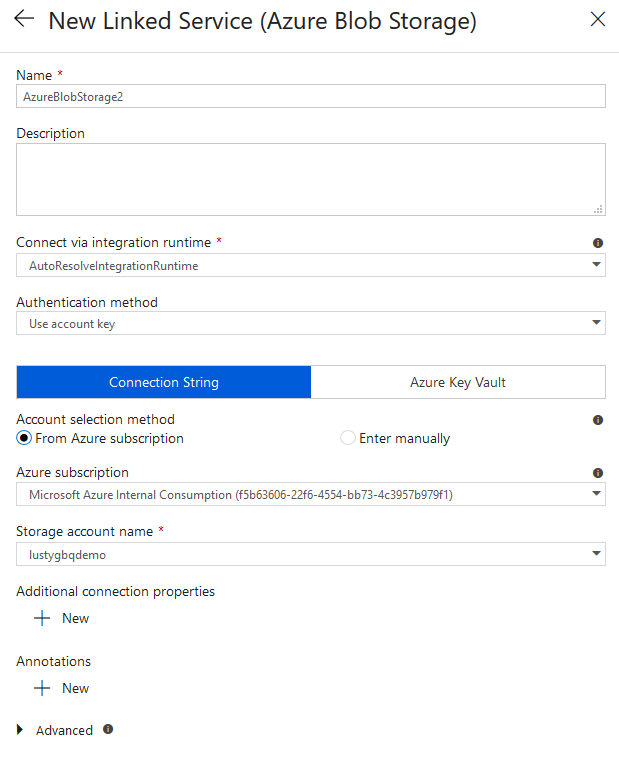 New Linked Service (Azure Blob Storage)
Name *
AzureBlobStorage2
Description
Connect via integration runtime *
AutoResolveIntegrationRuntime
Authentication method
Use account key
Connection String
Azure Key Vault
Account selection method
From Azure subscription
Enter manually
Azure subscription
Microsoft Azure Internal Consumption (f5b63606-22f6-4554-bb73-4c3957b979f1)
Storage account name *
lustygbqdemo
Additional connection properties
New
Annotations
New
Advanced